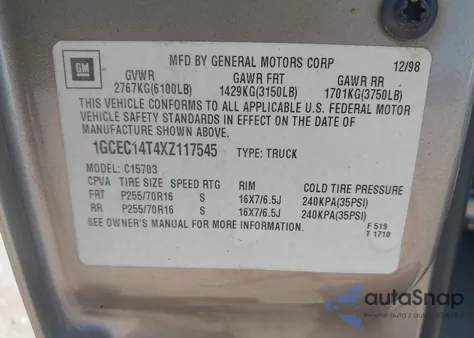 GM
MFD BY GENERAL MOTORS CORP 12/98
GVWR GAWR FRT GAWR RR
2767KG(6100LB) 1429KG(3150LB) 1701KG(3750LB)
THIS VEHICLE CONFORMS TO ALL APPLICABLE U.S. FEDERAL MOTOR
VEHICLE SAFETY STANDARDS IN EFFECT ON THE DATE OF
MANUFACTURE SHOWN ABOVE.
1GCEC14T4XZ117545 TYPE: TRUCK
MODEL: C15703
CPVA TIRE SIZE SPEED RTG RIM COLD TIRE PRESSURE
FRT P255/70R16 S 16X7/6.5J 240KPA(35PSI)
RR P255/70R16 S 16X7/6.5J 240KPA(35PSI)
SEE OWNER'S MANUAL FOR MORE INFORMATION.
F 519
T 1710
autoSnap